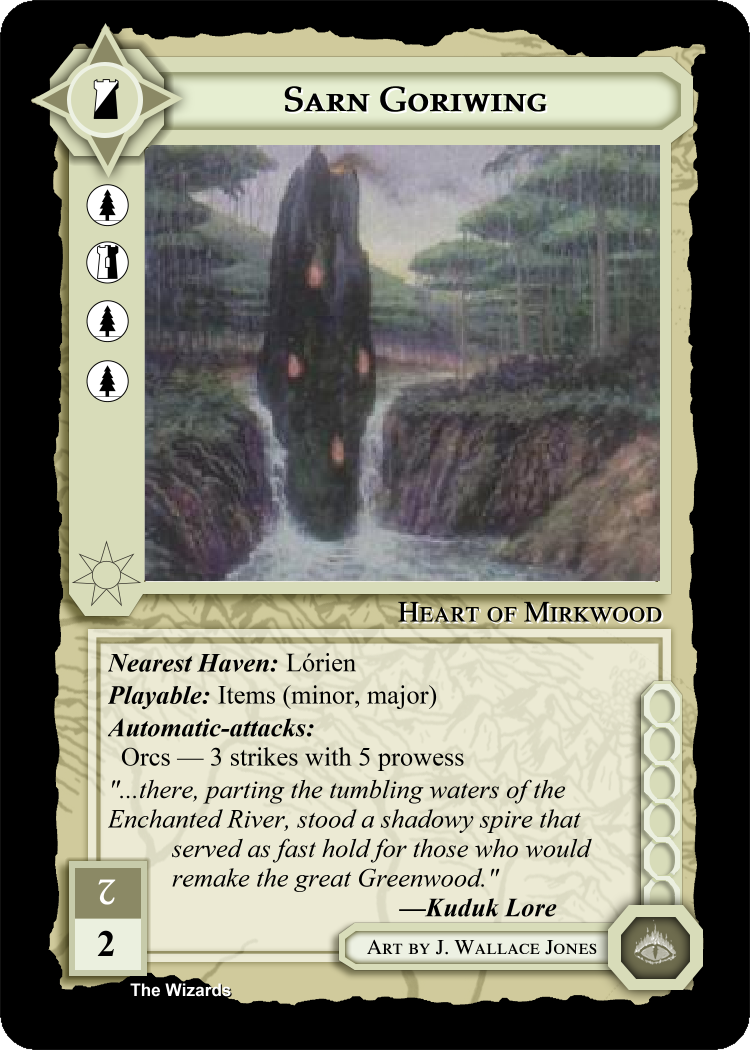 Sarn Goriwing
Heart of Mirkwood
Nearest Haven: Lórien
Playable: Items (minor, major)
Automatic-attacks:
Orcs — 3 strikes with 5 prowess
"...there, parting the tumbling waters of the
Enchanted River, stood a shadowy spire that
served as fast hold for those who would
remake the great Greenwood."
—Kuduk Lore
2
2
Art by J. Wallace Jones
The Wizards